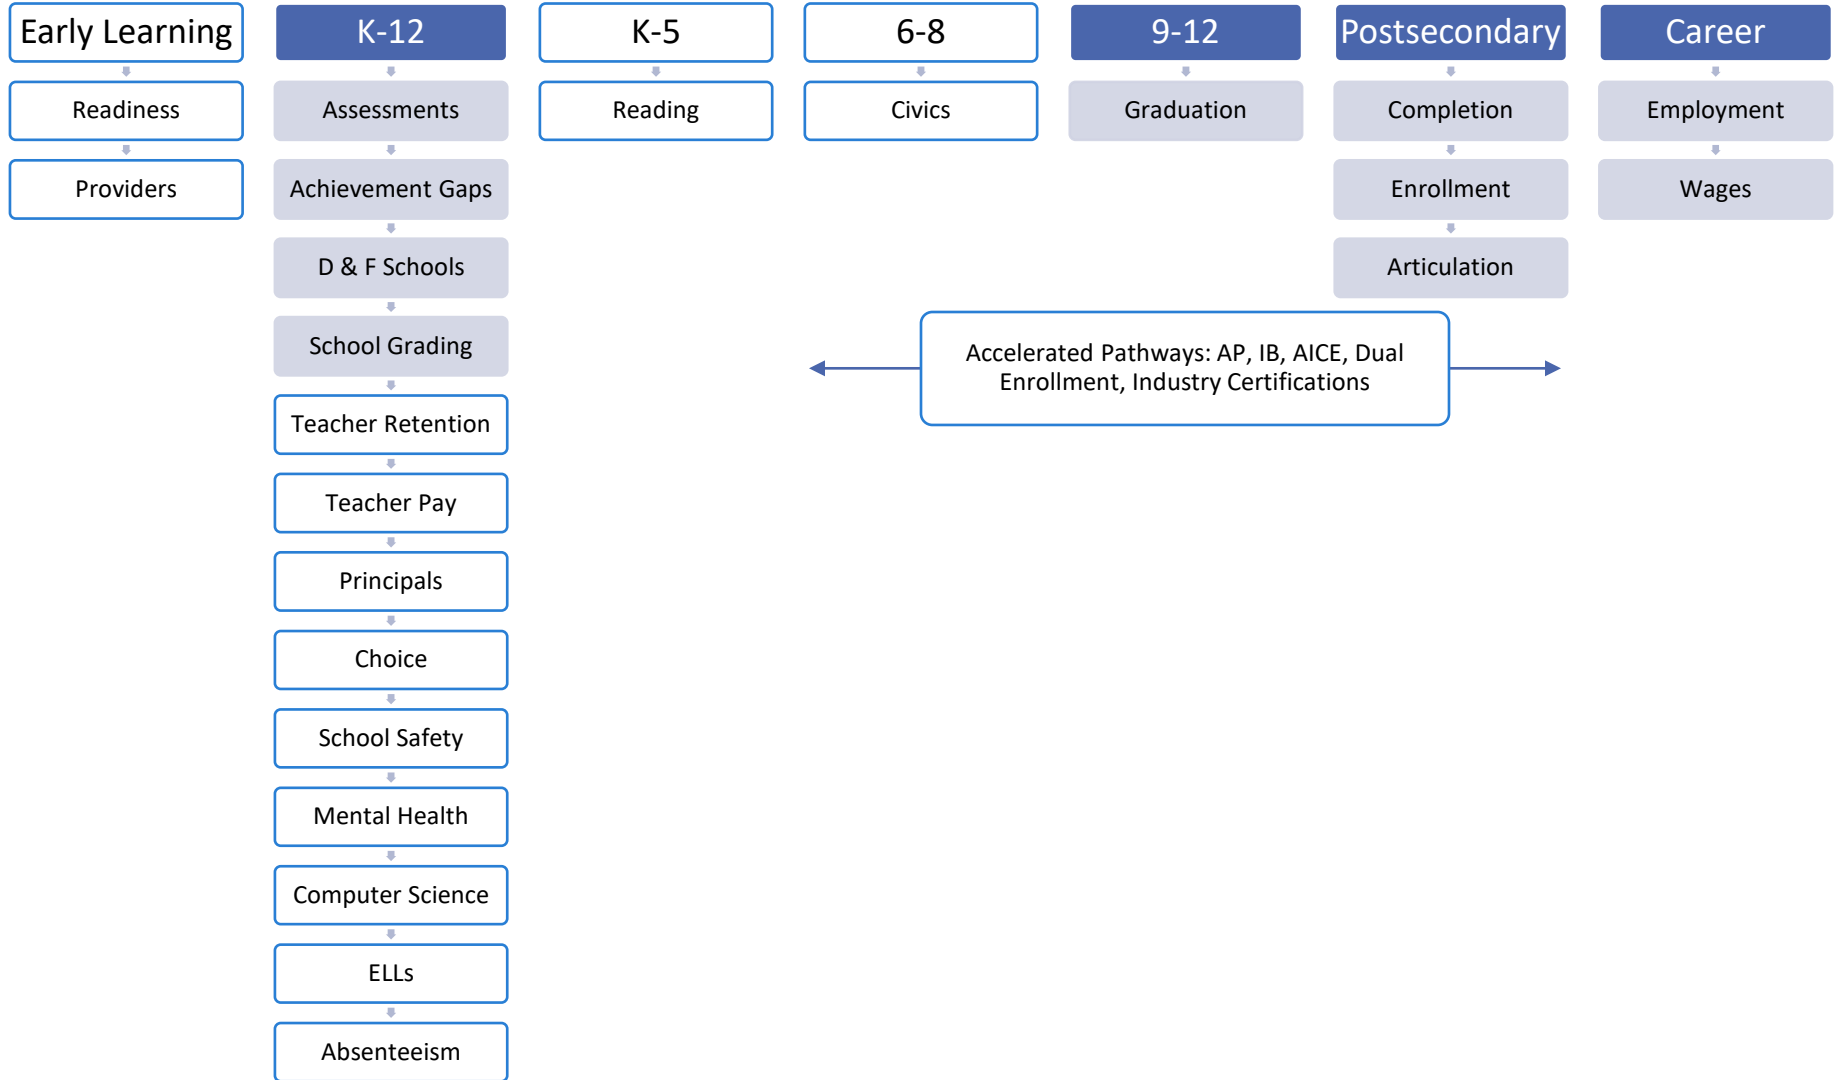 Early Learning
Readiness
Providers
K-12
Assessments
Achievement Gaps
D & F Schools
School Grading
Teacher Retention
Teacher Pay
Principals
Choice
School Safety
Mental Health
Computer Science
ELLs
Absenteeism
K-5
Reading
6-8
Civics
9-12
Graduation
Postsecondary
Completion
Enrollment
Articulation
Career
Employment
Wages
Accelerated Pathways: AP, IB, AICE, Dual
Enrollment, Industry Certifications